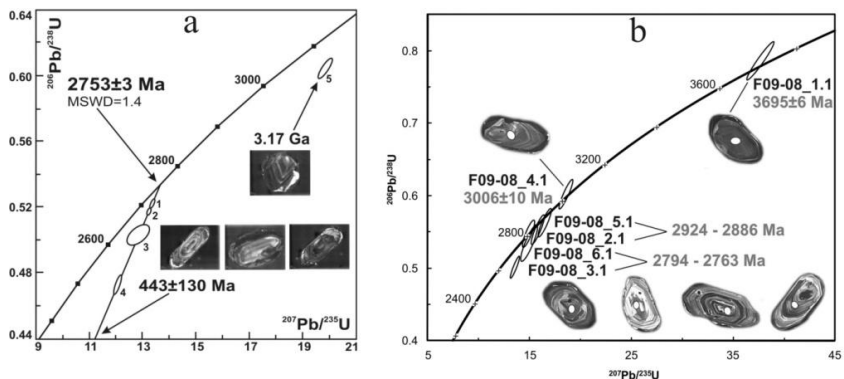 a
0.64
0.60
0.56
0.52
0.48
0.44
²⁰⁶Pb/²³⁸U
2753±3 Ma
MSWD=1.4
3000
2800
2600
5
3.17 Ga
1
2
3
4
443±130 Ma
²⁰⁷Pb/²³⁵U
9
11
13
15
17
19
21
b
0.8
0.7
0.6
0.5
0.4
²⁰⁶Pb/²³⁸U
3600
F09-08_1.1
3695±6 Ma
3200
F09-08_4.1
3006±10 Ma
2800
F09-08_5.1
F09-08_2.1
2924 - 2886 Ma
F09-08_6.1
F09-08_3.1
2794 - 2763 Ma
2400
5
15
25
35
45
²⁰⁷Pb/²³⁵U